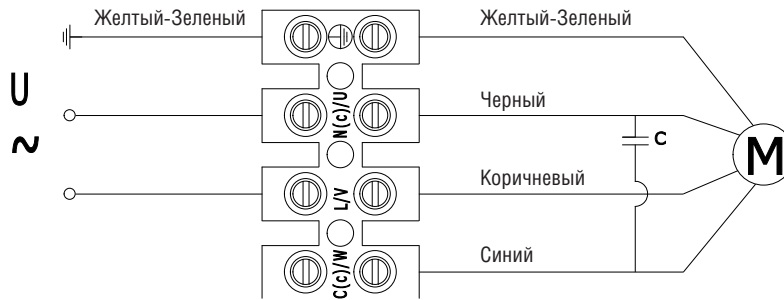 Желтый-Зеленый Желтый-Зеленый
U
~
N(c)/U
Черный
C
M
L/V
Коричневый
C(c)/W
Синий